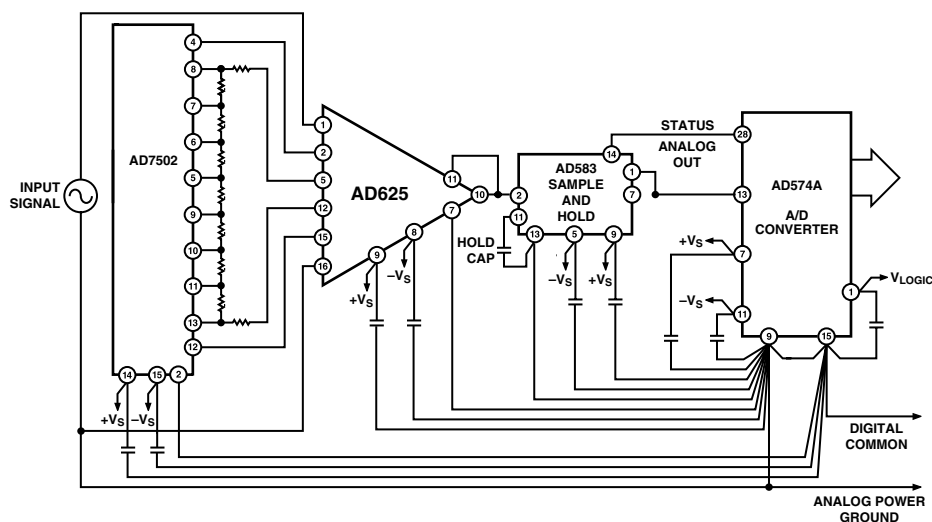 AD7502
4
8
7
6
5
9
10
11
13
12
14
15
2
+VS
–VS
INPUT
SIGNAL
AD625
1
2
5
12
15
16
11
10
7
8
9
–VS
+VS
AD583
SAMPLE
AND
HOLD
14
1
7
2
11
13
5
9
HOLD
CAP
–VS
+VS
STATUS
ANALOG
OUT
AD574A
A/D
CONVERTER
28
13
7
11
9
15
1
+VS
–VS
VLOGIC
DIGITAL
COMMON
ANALOG POWER
GROUND